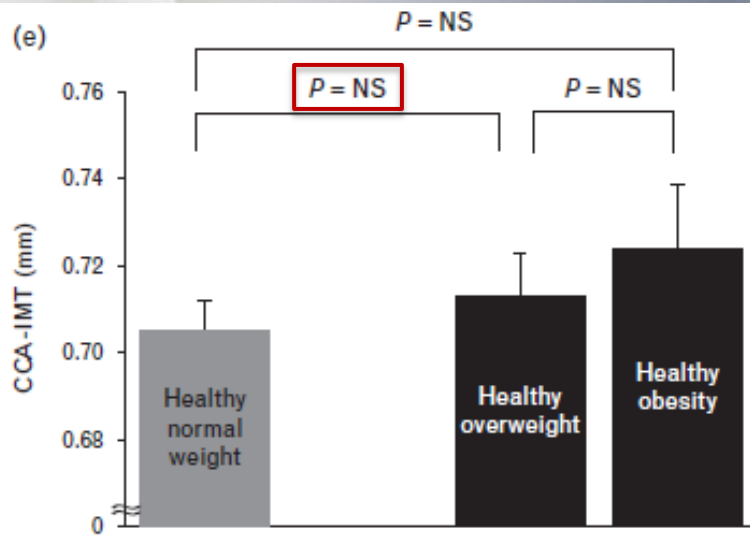 (e)
P = NS
P = NS
P = NS
0.76
0.74
0.72
0.70
0.68
0
CCA-IMT (mm)
Healthy
normal
weight
Healthy
overweight
Healthy
obesity